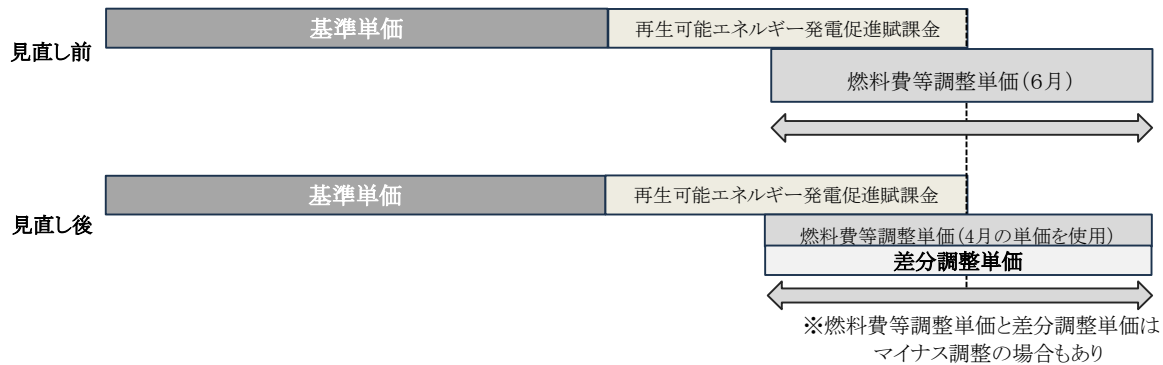 見直し前
基準単価
再生可能エネルギー発電促進賦課金
燃料費等調整単価(6月)
見直し後
基準単価
再生可能エネルギー発電促進賦課金
燃料費等調整単価(4月の単価を使用)
差分調整単価
※燃料費等調整単価と差分調整単価は
マイナス調整の場合もあり